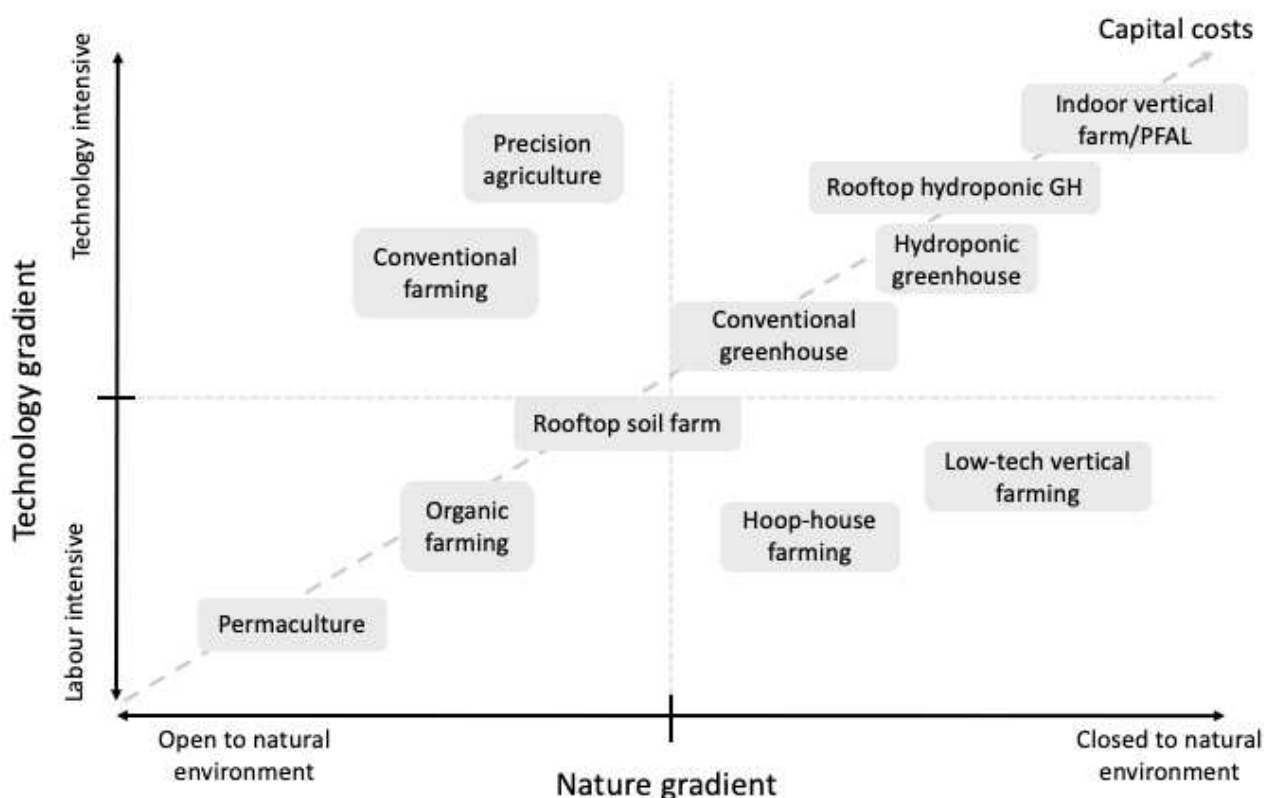 Capital costs
Technology intensive
Indoor vertical
farm/PFAL
Precision
agriculture
Rooftop hydroponic GH
Conventional
farming
Hydroponic
greenhouse
Technology gradient
Conventional
greenhouse
Rooftop soil farm
Low-tech vertical
farming
Organic
farming
Hoop-house
farming
Labour intensive
Permaculture
Open to natural
environment
Nature gradient
Closed to natural
environment